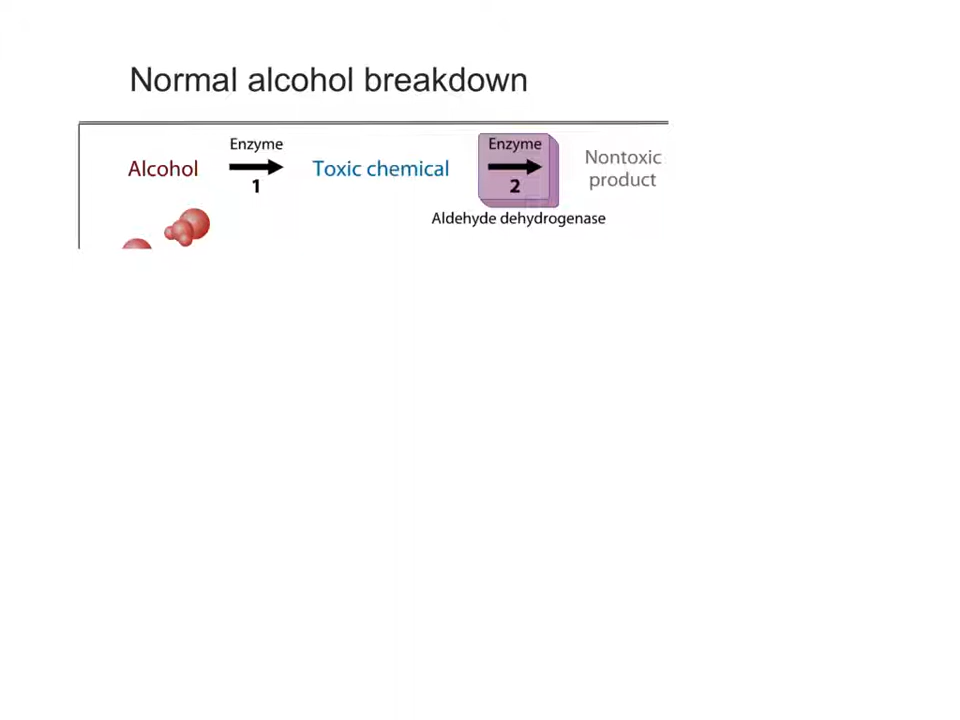 Normal alcohol breakdown
Enzyme
Alcohol
1
Toxic chemical
Enzyme
2
Aldehyde dehydrogenase
Nontoxic
product